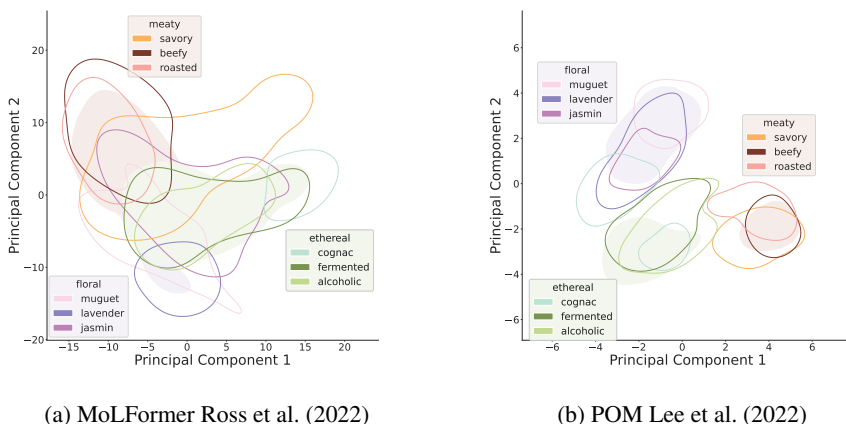 meaty
savory
beefy
roasted
20
10
0
−10
−20
Principal Component 2
floral
muguet
lavender
jasmin
ethereal
cognac
fermented
alcoholic
−15 −10 −5 0 5 10 15 20
Principal Component 1
(a) MoLFormer Ross et al. (2022)
6
4
2
0
−2
−4
−6
Principal Component 2
floral
muguet
lavender
jasmin
meaty
savory
beefy
roasted
ethereal
cognac
fermented
alcoholic
−6 −4 −2 0 2 4 6
Principal Component 1
(b) POM Lee et al. (2022)